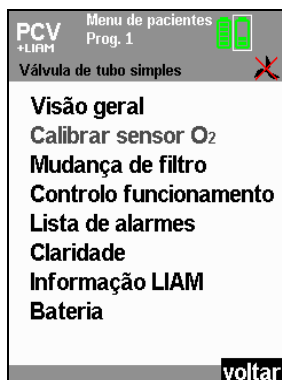 PCV
+LIAM
Menu de pacientes
Prog. 1
Válvula de tubo simples
Visão geral
Calibrar sensor O₂
Mudança de filtro
Controlo funcionamento
Lista de alarmes
Claridade
Informação LIAM
Bateria
voltar